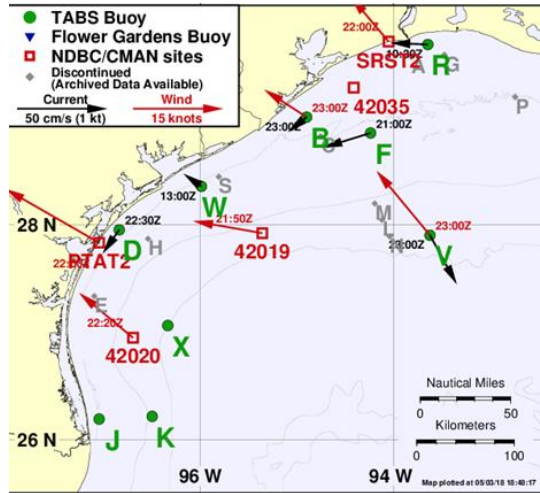 TABS Buoy
Flower Gardens Buoy
NDBC/CMAN sites
Discontinued
(Archived Data Available)
Current
Wind
50 cm/s (1 kt)
15 knots
22:00Z
10:30Z
SRST2
R
A
G
42035
P
23:00Z
23:00Z
B
21:00Z
F
13:00Z
S
W
M
L
N
21:50Z
42019
23:00Z
23:00Z
V
28 N
22:30Z
PTAT2
D
H
E
22:20Z
42020
X
J
K
26 N
96 W
94 W
Nautical Miles
0
50
Kilometers
0
100
Map plotted at 05/03/18 18:48:17